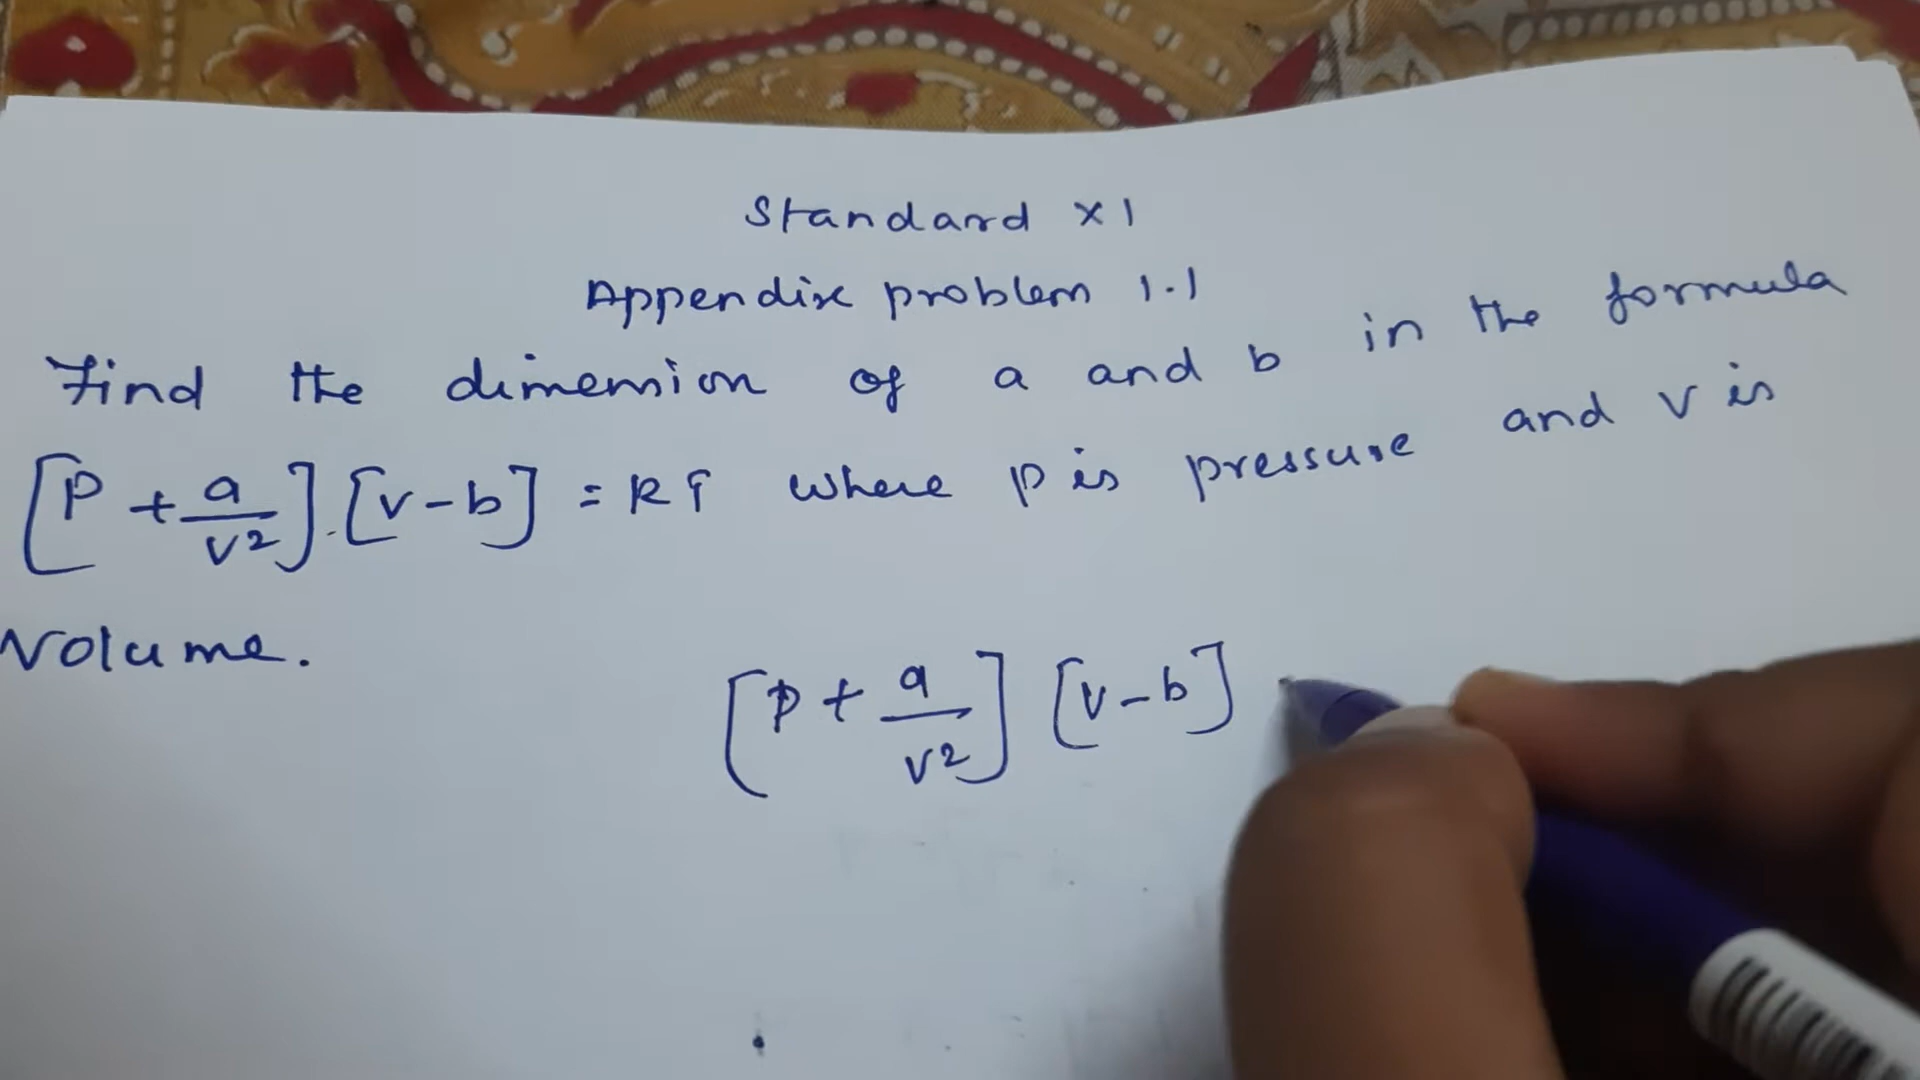 Standard XI
Appendix problem 1.1
Find the dimension of a and b in the formula
[P + a/v²].[v-b] = RT where p is pressure and v is
Volume.
[p + a/v²] [v-b]